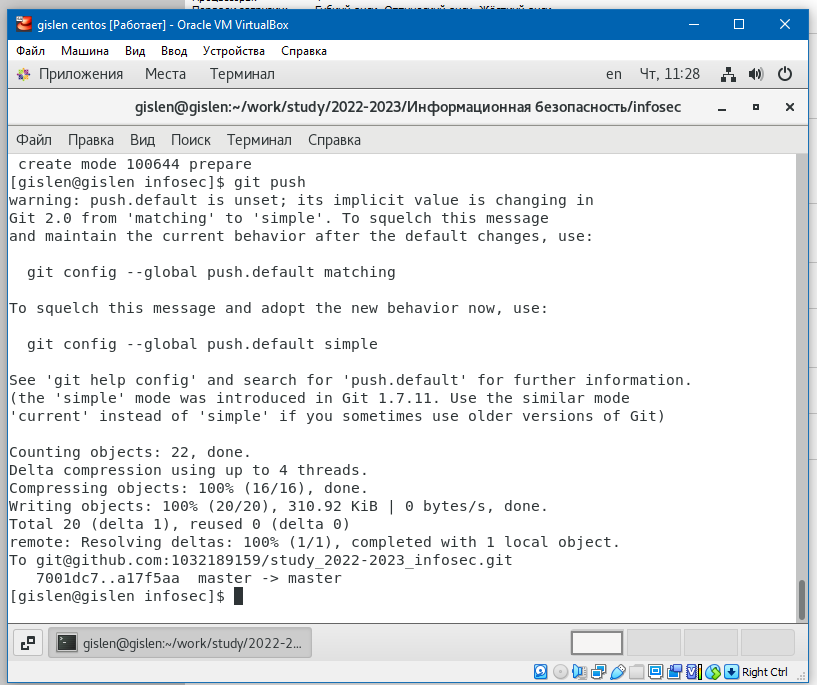 gislen centos [Работает] - Oracle VM VirtualBox
Файл Машина Вид Ввод Устройства Справка
Приложения Места Терминал en Чт, 11:28
gislen@gislen:~/work/study/2022-2023/Информационная безопасность/infosec
Файл Правка Вид Поиск Терминал Справка
 create mode 100644 prepare
[gislen@gislen infosec]$ git push
warning: push.default is unset; its implicit value is changing in
Git 2.0 from 'matching' to 'simple'. To squelch this message
and maintain the current behavior after the default changes, use:
  git config --global push.default matching
To squelch this message and adopt the new behavior now, use:
  git config --global push.default simple
See 'git help config' and search for 'push.default' for further information.
(the 'simple' mode was introduced in Git 1.7.11. Use the similar mode
'current' instead of 'simple' if you sometimes use older versions of Git)
Counting objects: 22, done.
Delta compression using up to 4 threads.
Compressing objects: 100% (16/16), done.
Writing objects: 100% (20/20), 310.92 KiB | 0 bytes/s, done.
Total 20 (delta 1), reused 0 (delta 0)
remote: Resolving deltas: 100% (1/1), completed with 1 local object.
To git@github.com:1032189159/study_2022-2023_infosec.git
   7001dc7..a17f5aa  master -> master
[gislen@gislen infosec]$
gislen@gislen:~/work/study/2022-2...
Right Ctrl